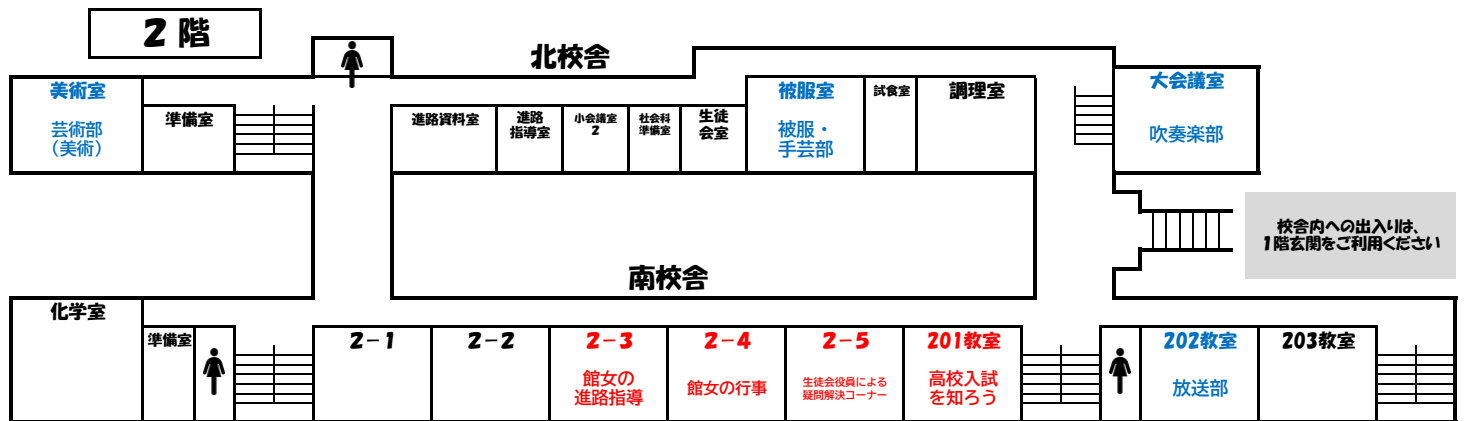 2階
北校舎
美術室
芸術部
（美術）
準備室
進路資料室
進路
指導室
小会議室
2
社会科
準備室
生徒
会室
被服室
被服・
手芸部
試食室
調理室
大会議室
吹奏楽部
校舎内への出入りは、
1階玄関をご利用ください
南校舎
化学室
準備室
2－1
2－2
2－3
館女の
進路指導
2－4
館女の行事
2－5
生徒会役員による
疑問解決コーナー
201教室
高校入試
を知ろう
202教室
放送部
203教室